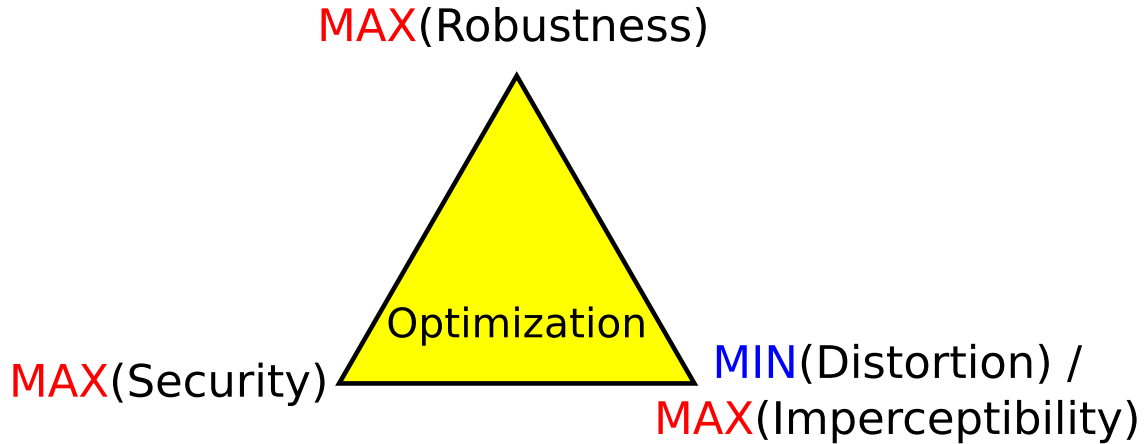 MAX(Robustness)
Optimization
MAX(Security)
MIN(Distortion) /
MAX(Imperceptibility)